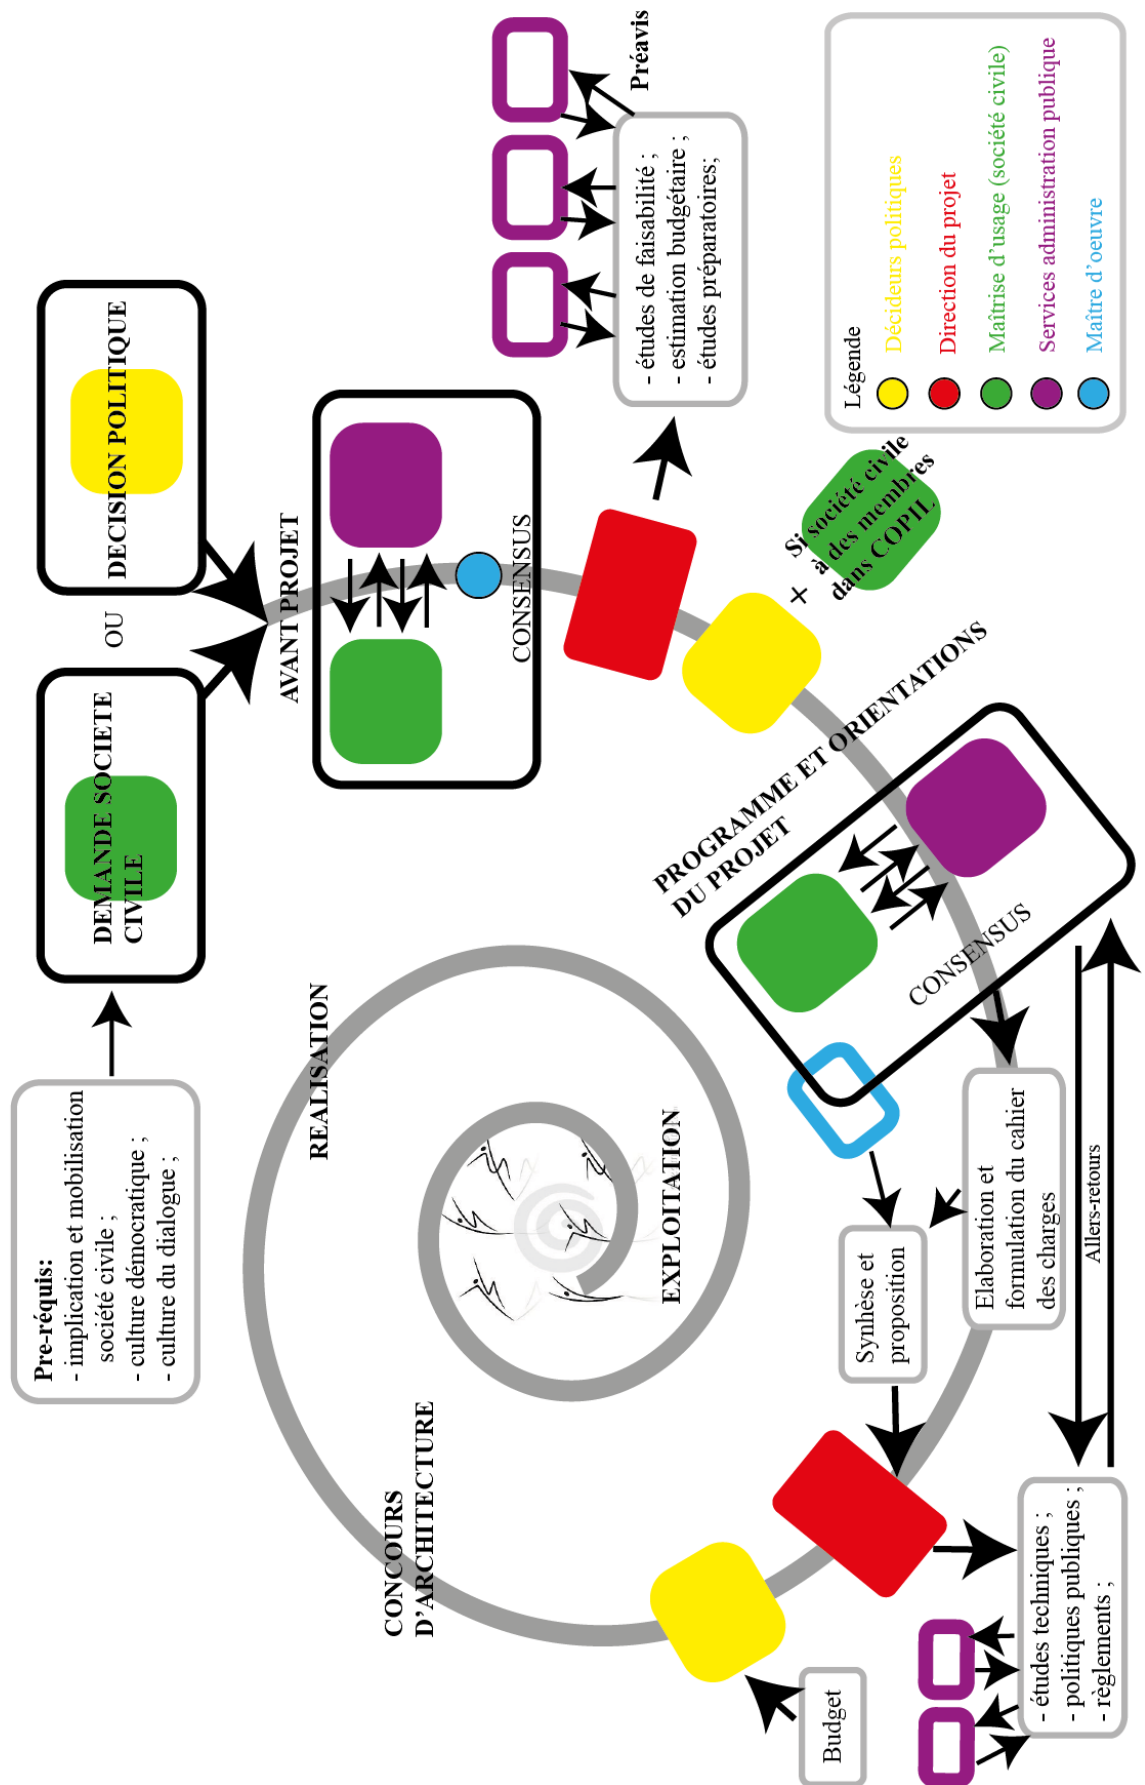 Pre-réquis:
- implication et mobilisation
société civile ;
- culture démocratique ;
- culture du dialogue ;
DEMANDE SOCIETE
CIVILE
OU
DECISION POLITIQUE
AVANT PROJET
CONSENSUS
Préavis
- études de faisabilité ;
- estimation budgétaire ;
- études préparatoires;
+
Si société civile
à des membres
dans COPIL
PROGRAMME ET ORIENTATIONS
DU PROJET
CONSENSUS
Elaboration et
formulation du cahier
des charges
Synhèse et
proposition
Allers-retours
- études techniques ;
- politiques publiques ;
- règlements ;
Budget
CONCOURS
D'ARCHITECTURE
REALISATION
EXPLOITATION
Légende
Décideurs politiques
Direction du projet
Maîtrise d'usage (société civile)
Services administration publique
Maître d'oeuvre